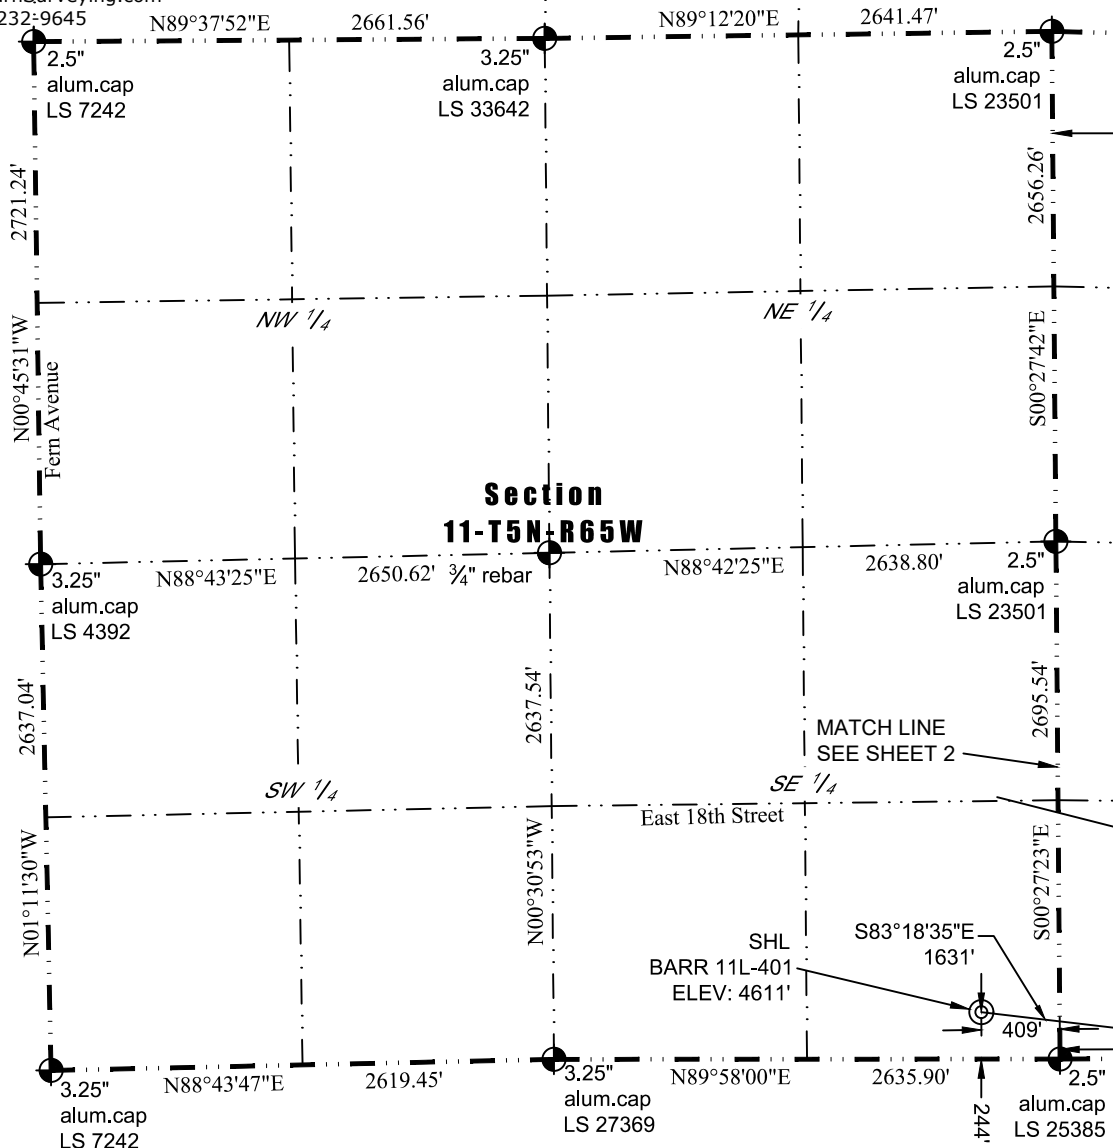 232-9645
N89°37'52"E 2661.56' N89°12'20"E 2641.47'
2.5"
alum.cap
LS 7242
3.25"
alum.cap
LS 33642
2.5"
alum.cap
LS 23501
2721.24'
2656.26'
NW 1/4
NE 1/4
N00°45'31"W
Fern Avenue
S00°27'42"E
Section
11-T5N-R65W
3.25"
alum.cap
LS 4392
N88°43'25"E 2650.62' 3/4" rebar N88°42'25"E 2638.80'
2.5"
alum.cap
LS 23501
2637.04'
2637.54'
2695.54'
MATCH LINE
SEE SHEET 2
SW 1/4
SE 1/4
East 18th Street
N01°11'30"W
N00°30'53"W
S00°27'23"E
SHL
BARR 11L-401
ELEV: 4611'
S83°18'35"E
1631'
409'
244'
3.25"
alum.cap
LS 7242
N88°43'47"E 2619.45'
3.25"
alum.cap
LS 27369
N89°58'00"E 2635.90'
2.5"
alum.cap
LS 25385